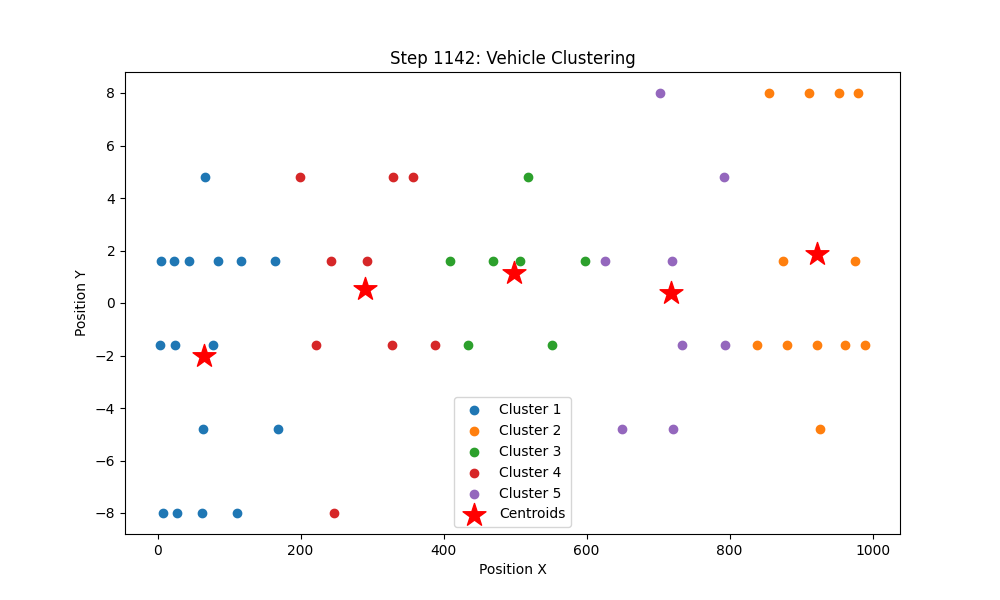 Step 1142: Vehicle Clustering
Position Y
8
6
4
2
0
−2
−4
−6
−8
Cluster 1
Cluster 2
Cluster 3
Cluster 4
Cluster 5
Centroids
0 200 400 600 800 1000
Position X